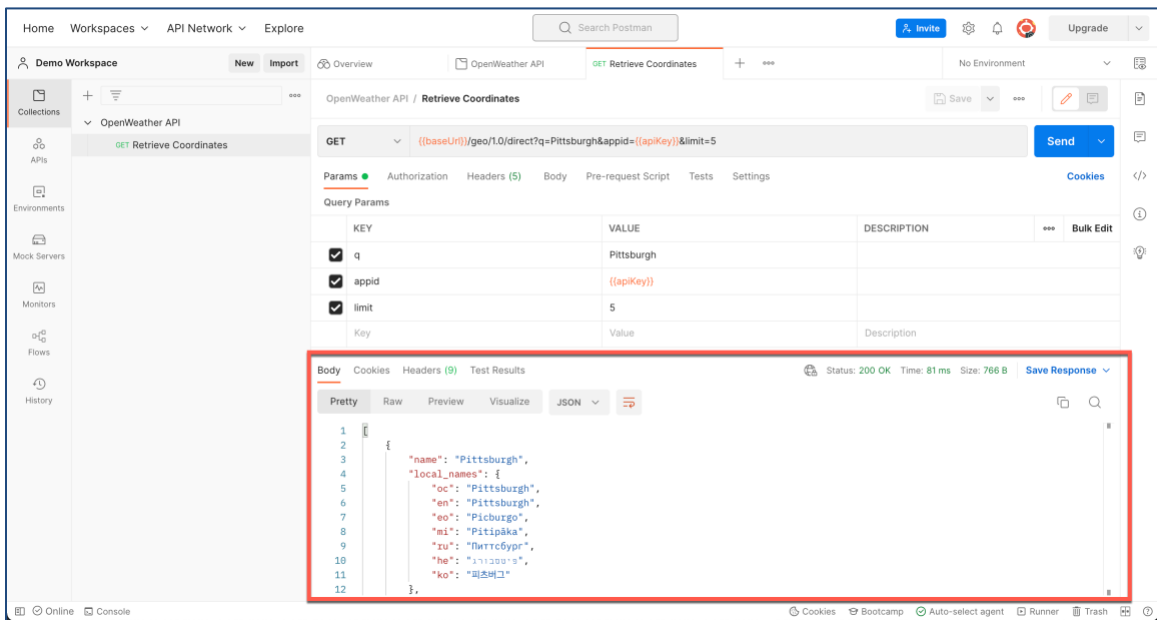 Home Workspaces API Network Explore Search Postman Invite Upgrade
Demo Workspace New Import Overview OpenWeather API GET Retrieve Coordinates No Environment
Collections
APIs
Environments
Mock Servers
Monitors
Flows
History
OpenWeather API
GET Retrieve Coordinates
OpenWeather API / Retrieve Coordinates Save
GET {{baseUrl}}/geo/1.0/direct?q=Pittsburgh&appid={{apiKey}}&limit=5 Send
Params Authorization Headers (5) Body Pre-request Script Tests Settings Cookies
Query Params
KEY VALUE DESCRIPTION Bulk Edit
q Pittsburgh
appid {{apiKey}}
limit 5
Key Value Description
Body Cookies Headers (9) Test Results Status: 200 OK Time: 81 ms Size: 766 B Save Response
Pretty Raw Preview Visualize JSON
1 [
2 {
3 "name": "Pittsburgh",
4 "local_names": {
5 "oc": "Pittsburgh",
6 "en": "Pittsburgh",
7 "eo": "Picburgo",
8 "mi": "Pitipāka",
9 "ru": "Питтсбург",
10 "he": "פיטסבורג",
11 "ko": "피츠버그"
12 },
Online Console Cookies Bootcamp Auto-select agent Runner Trash